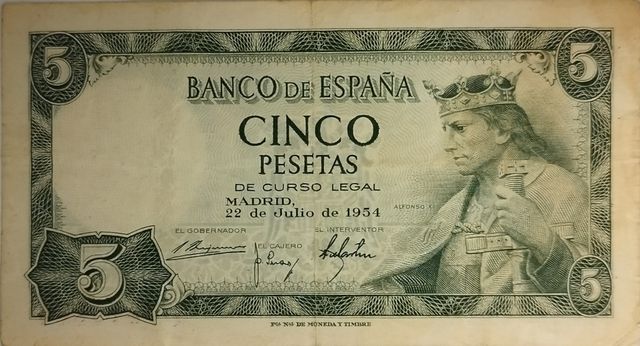 5 5
BANCO DE ESPAÑA
CINCO
PESETAS
DE CURSO LEGAL
MADRID,
22 de Julio de 1954
ALFONSO X
EL GOBERNADOR EL INTERVENTOR
EL CAJERO
5 5
Fca Nal DE MONEDA Y TIMBRE